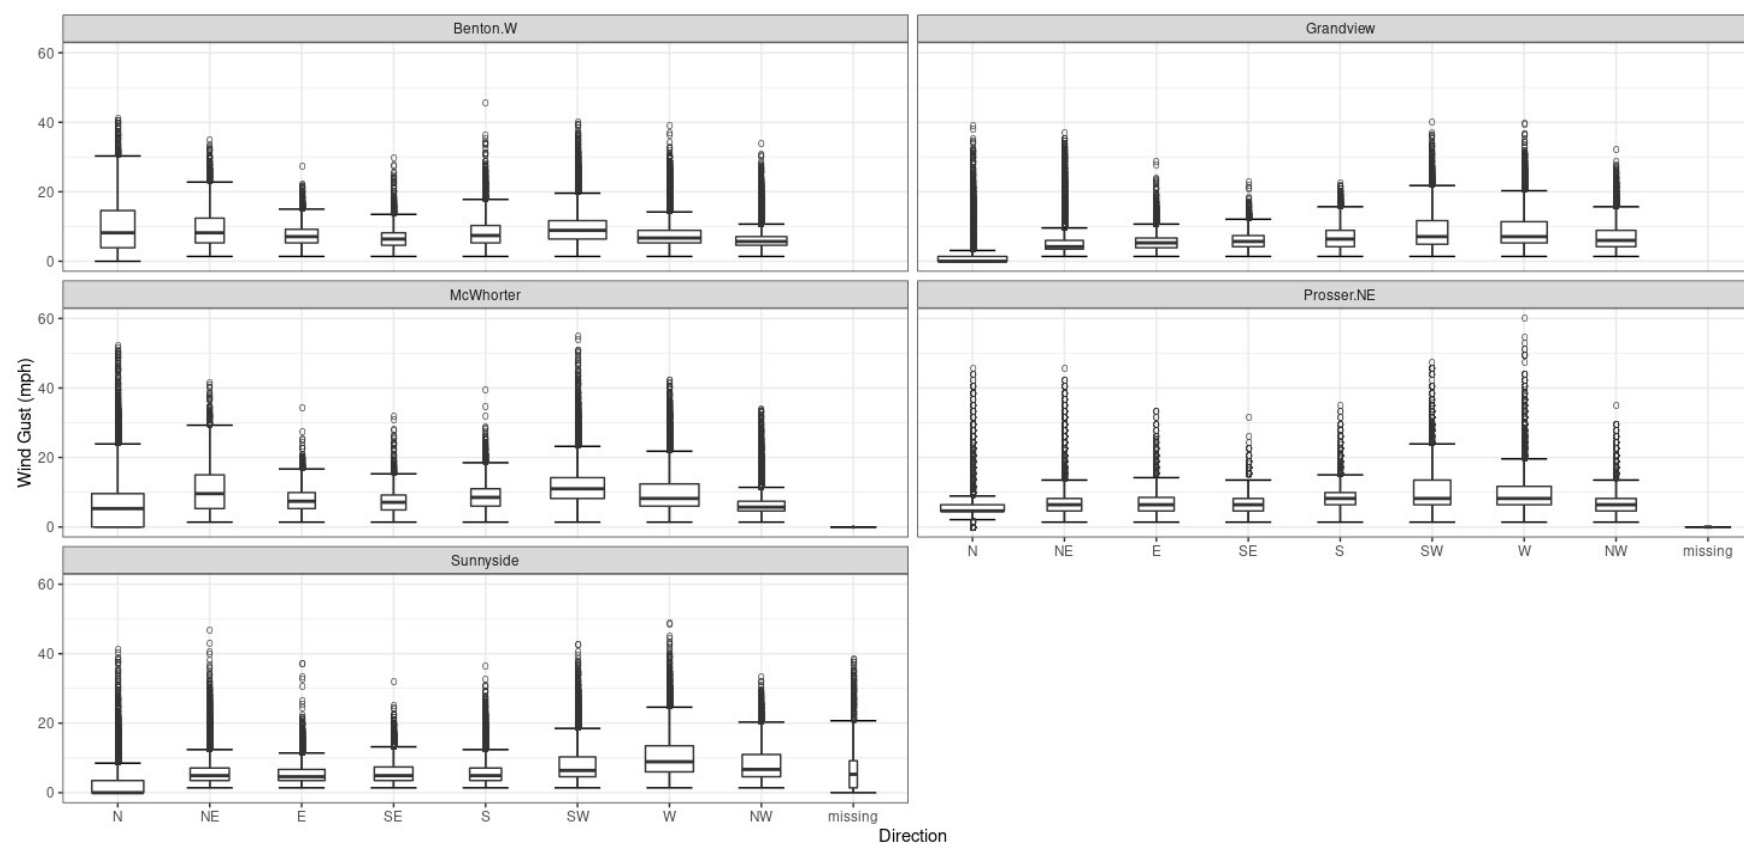 Benton.W
Grandview
60
40
20
0
McWhorter
Prosser.NE
60
40
20
0
Wind Gust (mph)
N NE E SE S SW W NW missing
Sunnyside
60
40
20
0
N NE E SE S SW W NW missing
Direction